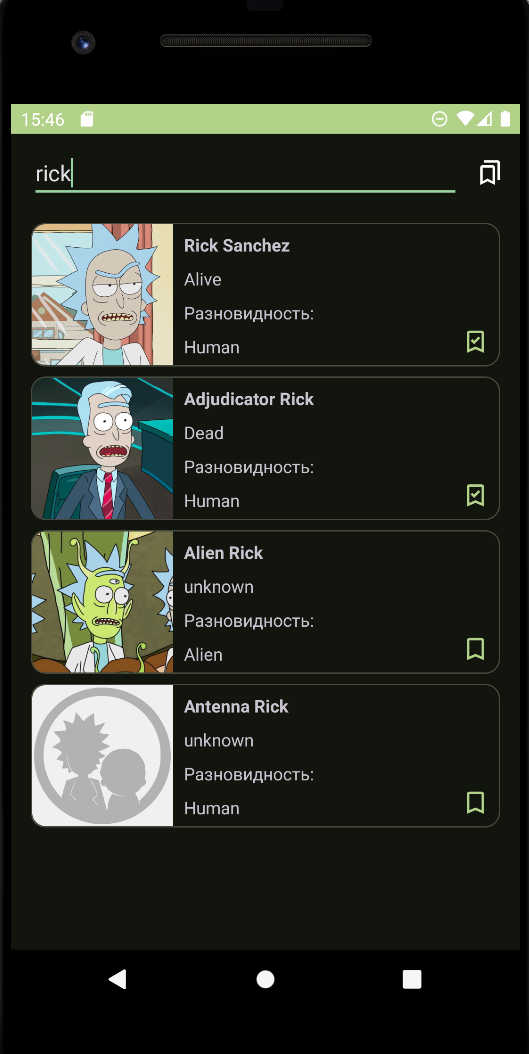 15:46
rick
Rick Sanchez
Alive
Разновидность:
Human
Adjudicator Rick
Dead
Разновидность:
Human
Alien Rick
unknown
Разновидность:
Alien
Antenna Rick
unknown
Разновидность:
Human